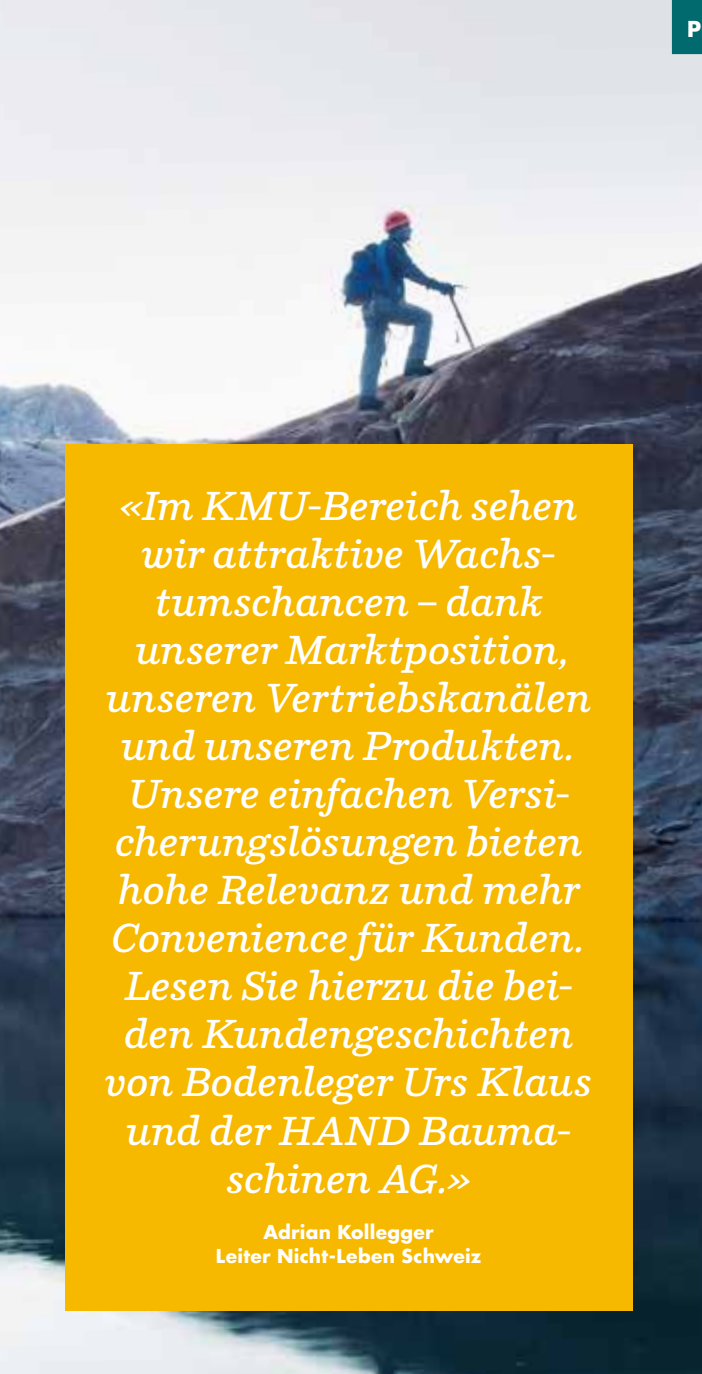 P
«Im KMU-Bereich sehen
wir attraktive Wachs-
tumschancen – dank
unserer Marktposition,
unseren Vertriebskanälen
und unseren Produkten.
Unsere einfachen Versi-
cherungslösungen bieten
hohe Relevanz und mehr
Convenience für Kunden.
Lesen Sie hierzu die bei-
den Kundengeschichten
von Bodenleger Urs Klaus
und der HAND Bauma-
schinen AG.»
Adrian Kollegger
Leiter Nicht-Leben Schweiz